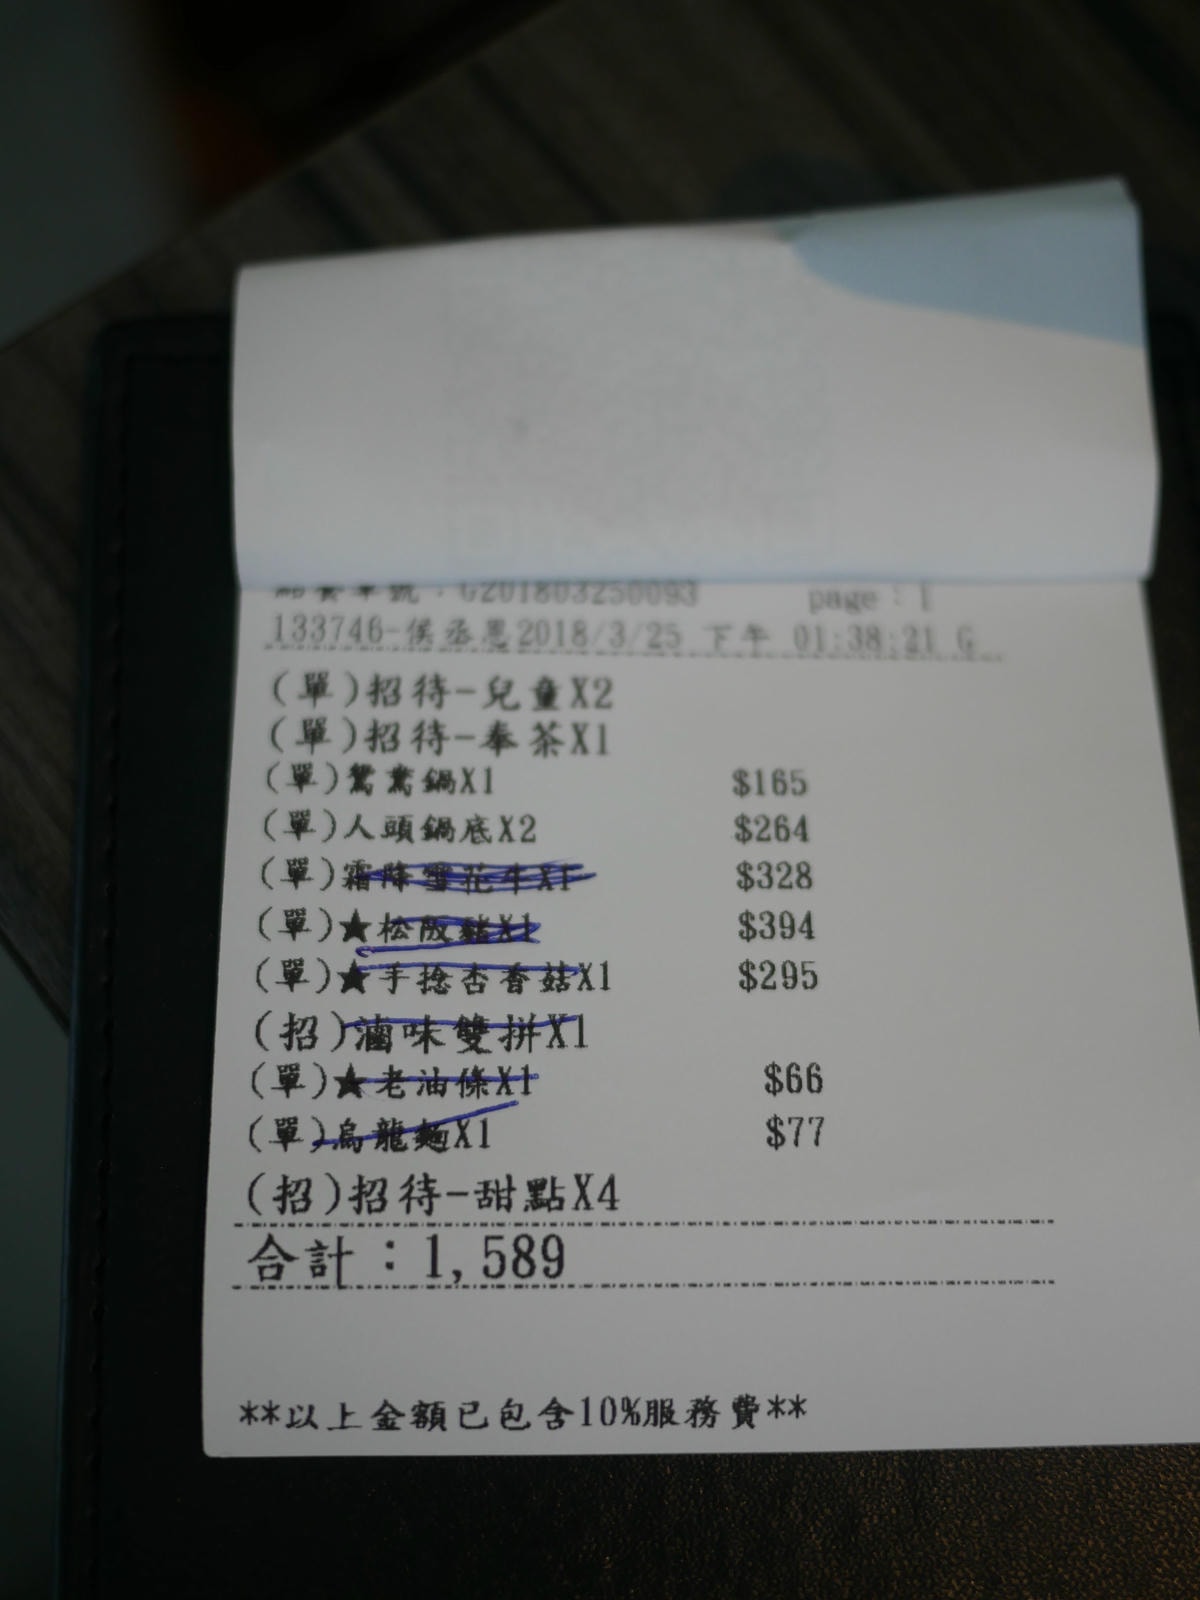 ：G201803250093 page：1
133746-侯丞恩2018/3/25 下午 01:38:21 G
(單)招待-兒童X2
(單)招待-奉茶X1
(單)鴛鴦鍋X1 $165
(單)人頭鍋底X2 $264
(單)霜降雪花牛X1 $328
(單)★松阪豬X1 $394
(單)★手捻杏香菇X1 $295
(招)滷味雙拼X1
(單)★老油條X1 $66
(單)烏龍麵X1 $77
(招)招待-甜點X4
合計：1,589
**以上金額已包含10%服務費**